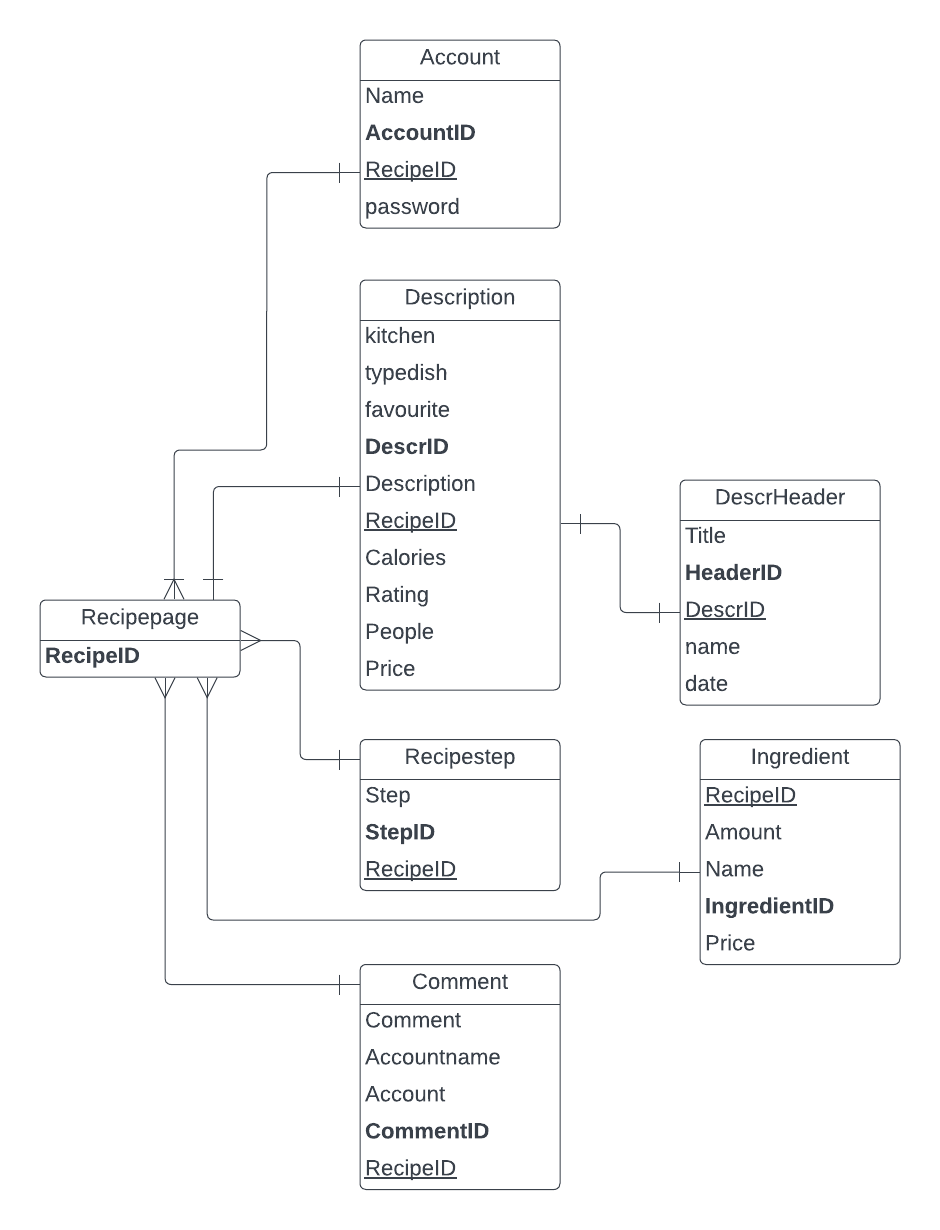 Account
Name
AccountID
RecipeID
password
Description
kitchen
typedish
favourite
DescrID
Description
RecipeID
Calories
Rating
People
Price
DescrHeader
Title
HeaderID
DescrID
name
date
Recipepage
RecipeID
Recipestep
Step
StepID
RecipeID
Ingredient
RecipeID
Amount
Name
IngredientID
Price
Comment
Comment
Accountname
Account
CommentID
RecipeID